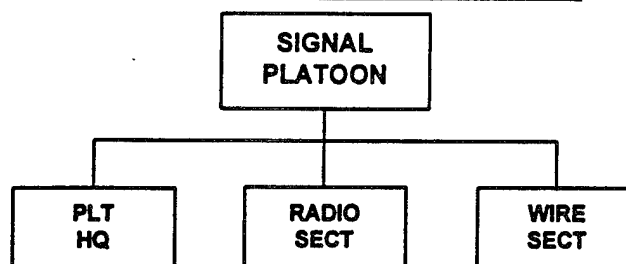 SIGNAL
PLATOON
PLT
HQ
RADIO
SECT
WIRE
SECT